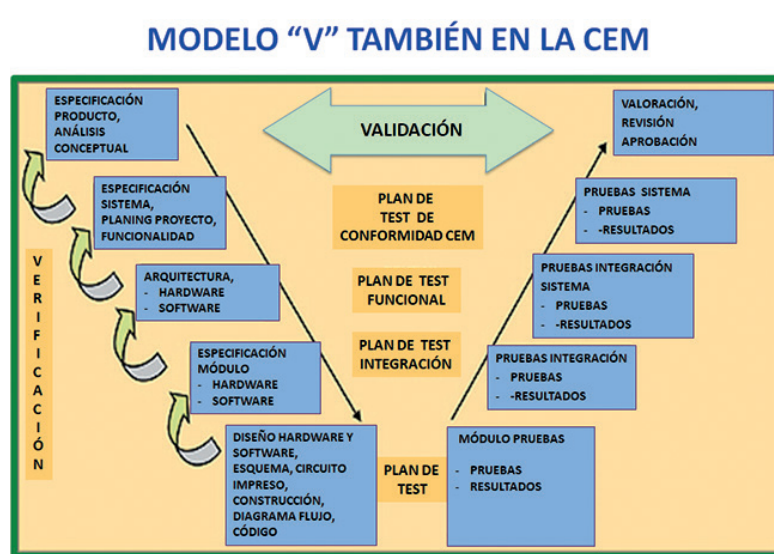 MODELO “V” TAMBIÉN EN LA CEM
ESPECIFICACIÓN
PRODUCTO,
ANÁLISIS
CONCEPTUAL
VALIDACIÓN
VALORACIÓN,
REVISIÓN
APROBACIÓN
ESPECIFICACIÓN
SISTEMA,
PLANING PROYECTO,
FUNCIONALIDAD
PLAN DE
TEST DE
CONFORMIDAD CEM
PRUEBAS SISTEMA
- PRUEBAS
- -RESULTADOS
VERIFICACIÓN
ARQUITECTURA,
- HARDWARE
- SOFTWARE
PLAN DE TEST
FUNCIONAL
PRUEBAS INTEGRACIÓN
SISTEMA
- PRUEBAS
- -RESULTADOS
ESPECIFICACIÓN
MÓDULO
- HARDWARE
- SOFTWARE
PLAN DE TEST
INTEGRACIÓN
PRUEBAS INTEGRACIÓN
- PRUEBAS
- -RESULTADOS
DISEÑO HARDWARE Y
SOFTWARE,
ESQUEMA, CIRCUITO
IMPRESO,
CONSTRUCCIÓN,
DIAGRAMA FLUJO,
CÓDIGO
PLAN DE
TEST
MÓDULO PRUEBAS
- PRUEBAS
- RESULTADOS